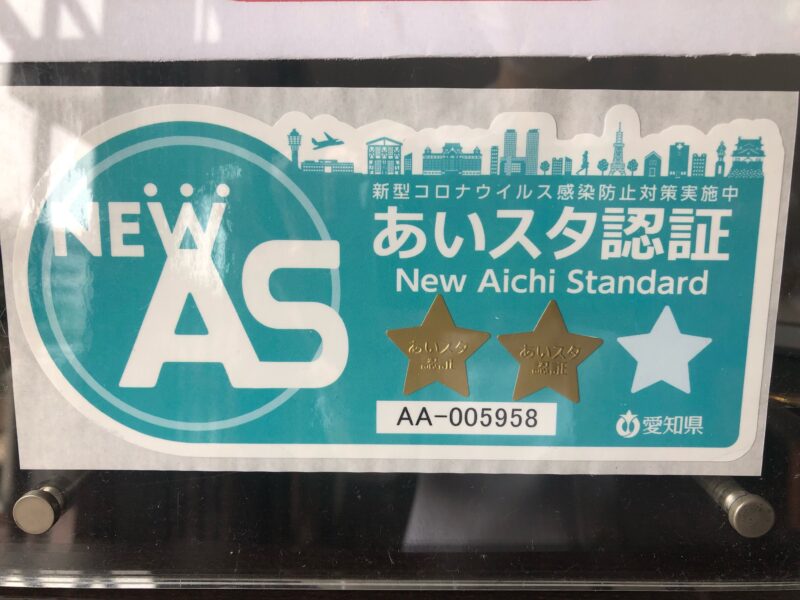 NEW
AS
新型コロナウイルス感染防止対策実施中
あいスタ認証
New Aichi Standard
あいスタ
認証
あいスタ
認証
AA-005958
愛知県